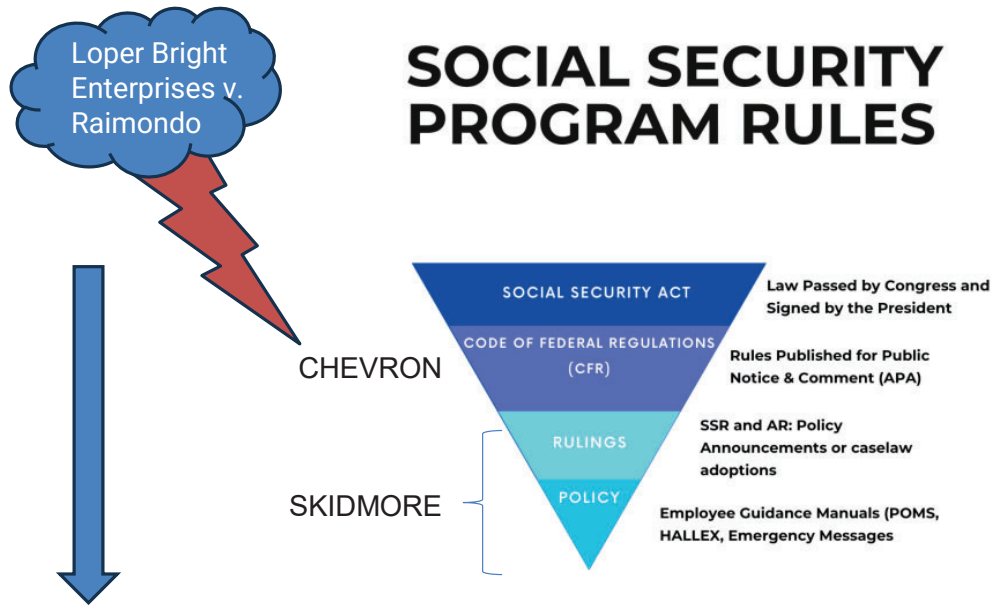 Loper Bright
Enterprises v.
Raimondo
SOCIAL SECURITY
PROGRAM RULES
SOCIAL SECURITY ACT
Law Passed by Congress and
Signed by the President
CHEVRON
CODE OF FEDERAL REGULATIONS
(CFR)
Rules Published for Public
Notice & Comment (APA)
RULINGS
SSR and AR: Policy
Announcements or caselaw
adoptions
SKIDMORE
POLICY
Employee Guidance Manuals (POMS,
HALLEX, Emergency Messages